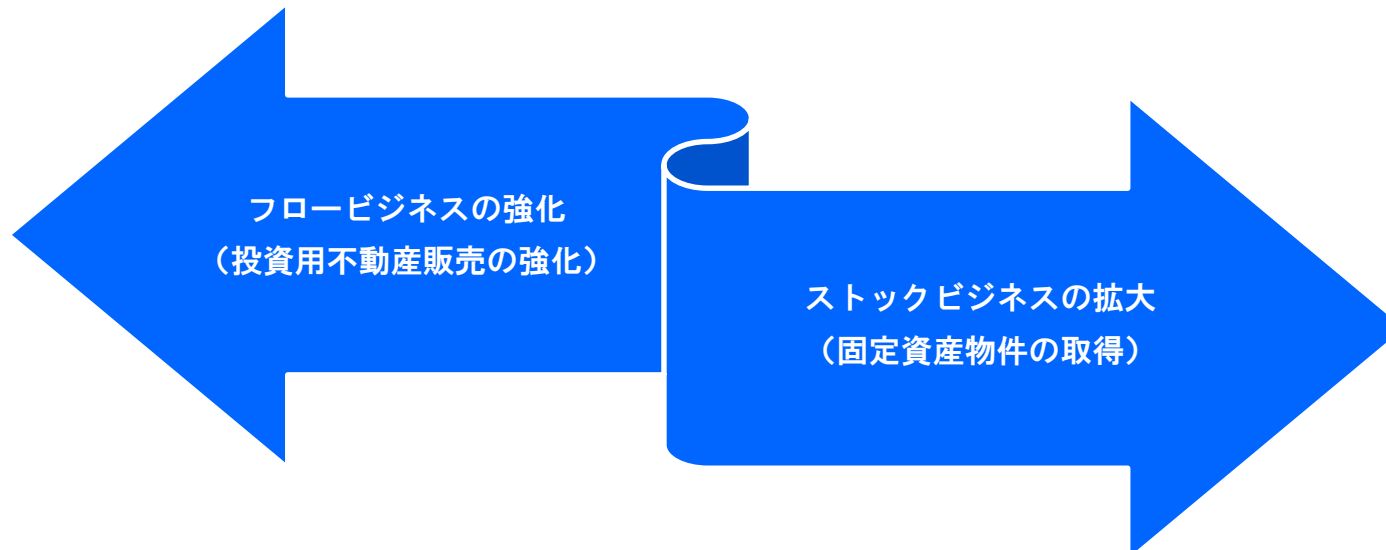 フロービジネスの強化
（投資用不動産販売の強化）
ストックビジネスの拡大
（固定資産物件の取得）